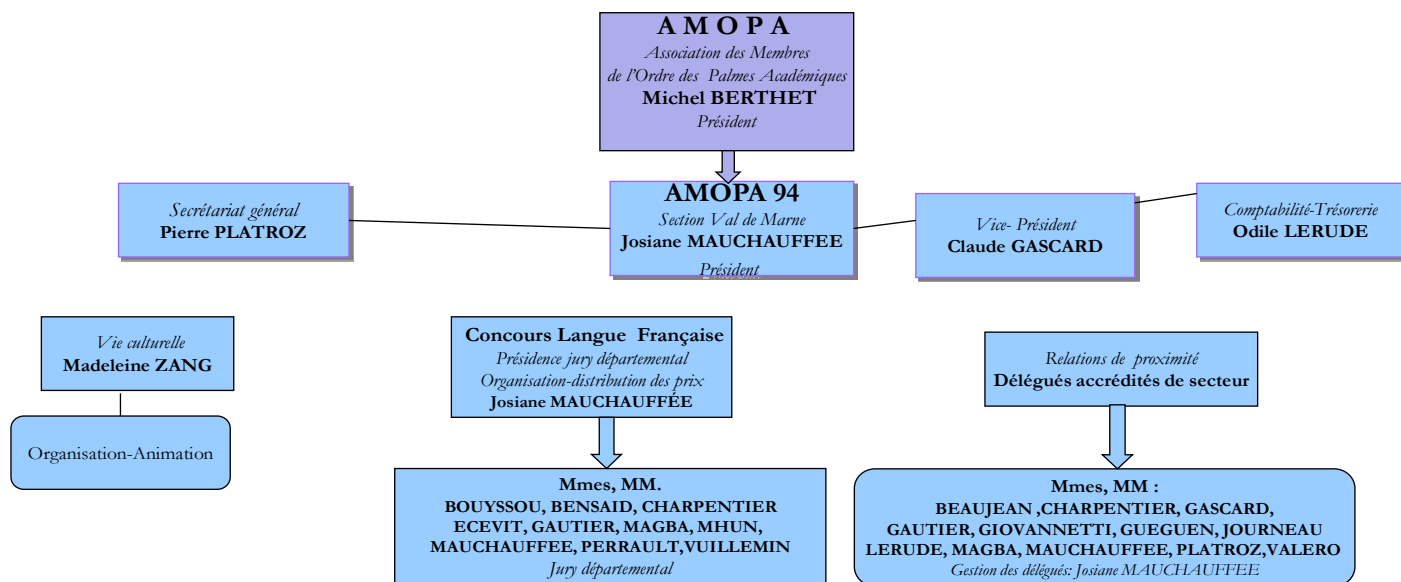 A M O P A
Association des Membres
de l'Ordre des Palmes Académiques
Michel BERTHET
Président
Secrétariat général
Pierre PLATROZ
AMOPA 94
Section Val de Marne
Josiane MAUCHAUFFEE
Président
Vice- Président
Claude GASCARD
Comptabilité-Trésorerie
Odile LERUDE
Vie culturelle
Madeleine ZANG
Organisation-Animation
Concours Langue Française
Présidence jury départemental
Organisation-distribution des prix
Josiane MAUCHAUFFÉE
Mmes, MM.
BOUYSSOU, BENSAID, CHARPENTIER
ECEVIT, GAUTIER, MAGBA, MHUN,
MAUCHAUFFEE, PERRAULT,VUILLEMIN
Jury départemental
Relations de proximité
Délégués accrédités de secteur
Mmes, MM :
BEAUJEAN ,CHARPENTIER, GASCARD,
GAUTIER, GIOVANNETTI, GUEGUEN, JOURNEAU
LERUDE, MAGBA, MAUCHAUFFEE, PLATROZ,VALERO
Gestion des délégués: Josiane MAUCHAUFFEE